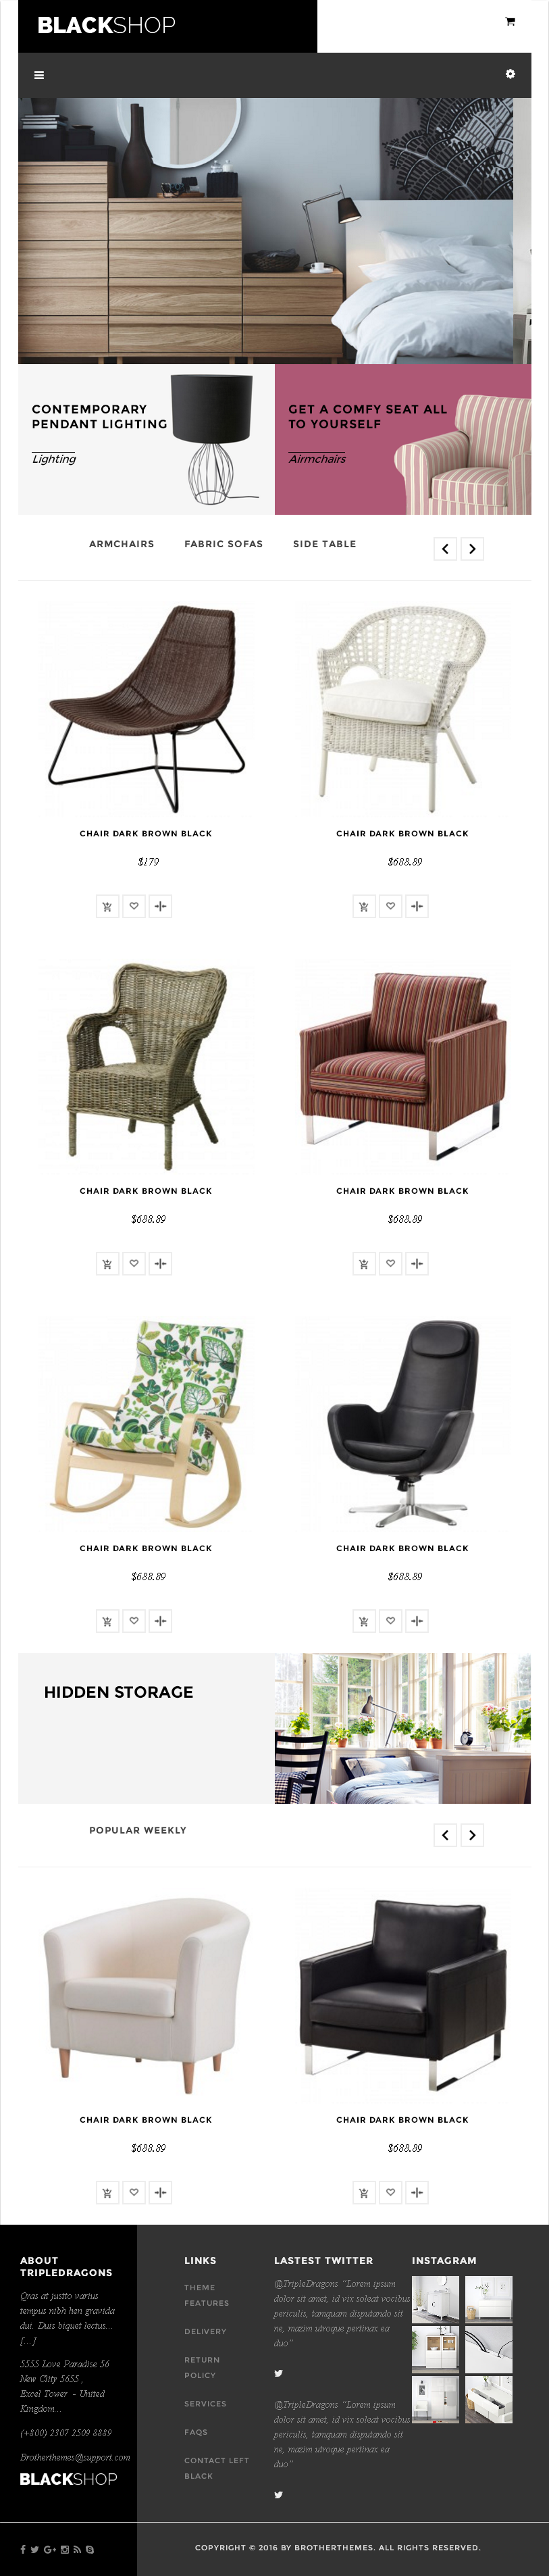 BLACKSHOP
CONTEMPORARY
PENDANT LIGHTING
Lighting
GET A COMFY SEAT ALL
TO YOURSELF
Airmchairs
ARMCHAIRS FABRIC SOFAS SIDE TABLE
CHAIR DARK BROWN BLACK
$179
CHAIR DARK BROWN BLACK
$688.89
CHAIR DARK BROWN BLACK
$688.89
CHAIR DARK BROWN BLACK
$688.89
CHAIR DARK BROWN BLACK
$688.89
CHAIR DARK BROWN BLACK
$688.89
HIDDEN STORAGE
POPULAR WEEKLY
CHAIR DARK BROWN BLACK
$688.89
CHAIR DARK BROWN BLACK
$688.89
ABOUT
TRIPLEDRAGONS
Qras at justto varius
tempus nibh hen gravida
dui. Duis biquet lectus...
[...]
5555 Love Paradise 56
New Clity 5655 ,
Excel Tower - United
Kingdom...
(+800) 2307 2509 8889
Brotherthemes@support.com
BLACKSHOP
LINKS
THEME
FEATURES
DELIVERY
RETURN
POLICY
SERVICES
FAQS
CONTACT LEFT
BLACK
LASTEST TWITTER
@TripleDragons "Lorem ipsum
dolor sit amet, id vix soleat vocibus
periculis, tamquam disputando sit
ne, mazim utroque pertinax ea
duo"
@TripleDragons "Lorem ipsum
dolor sit amet, id vix soleat vocibus
periculis, tamquam disputando sit
ne, mazim utroque pertinax ea
duo"
INSTAGRAM
COPYRIGHT © 2016 BY BROTHERTHEMES. ALL RIGHTS RESERVED.